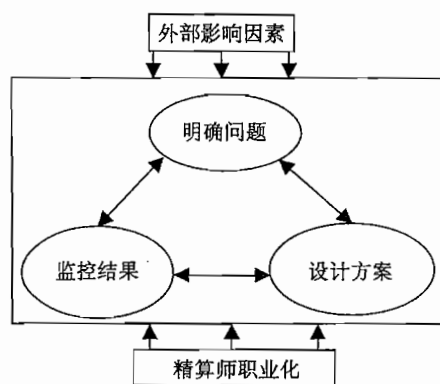 外部影响因素
明确问题
监控结果
设计方案
精算师职业化